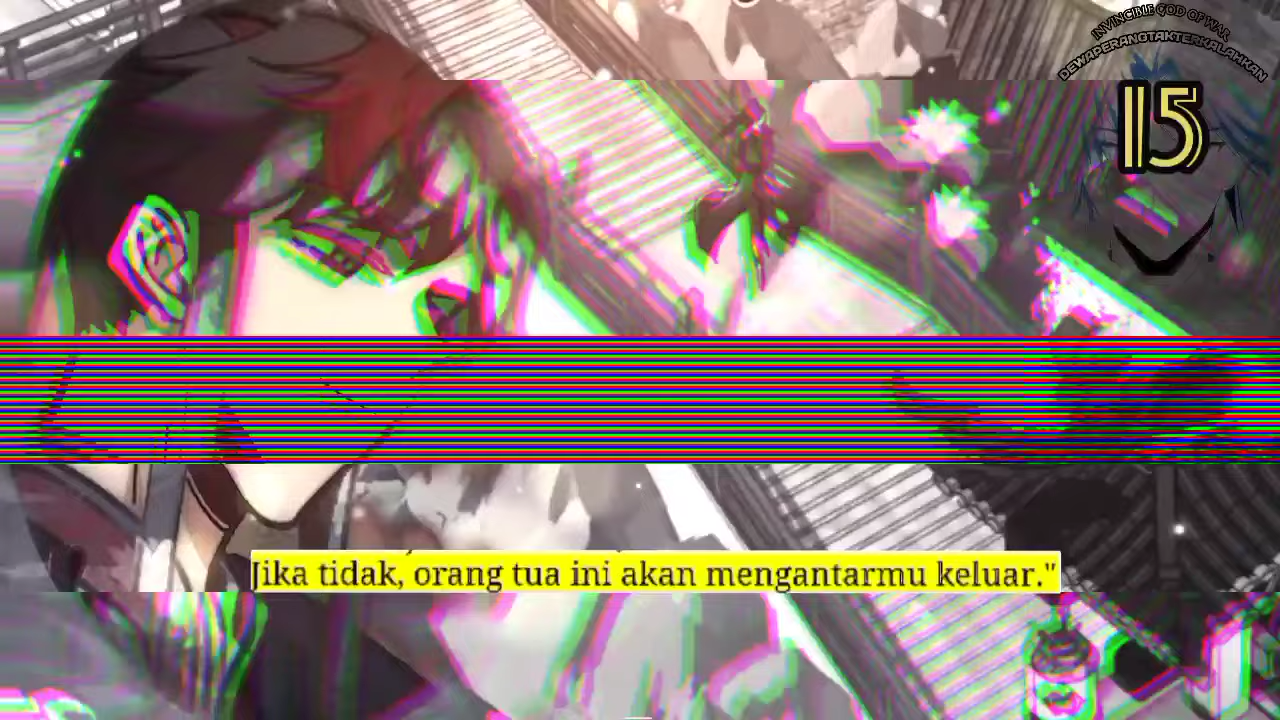 INVINCIBLE GOD OF WAR
DEWAPERANGTAKTERKALAHKAN
15
Jika tidak, orang tua ini akan mengantarmu keluar."